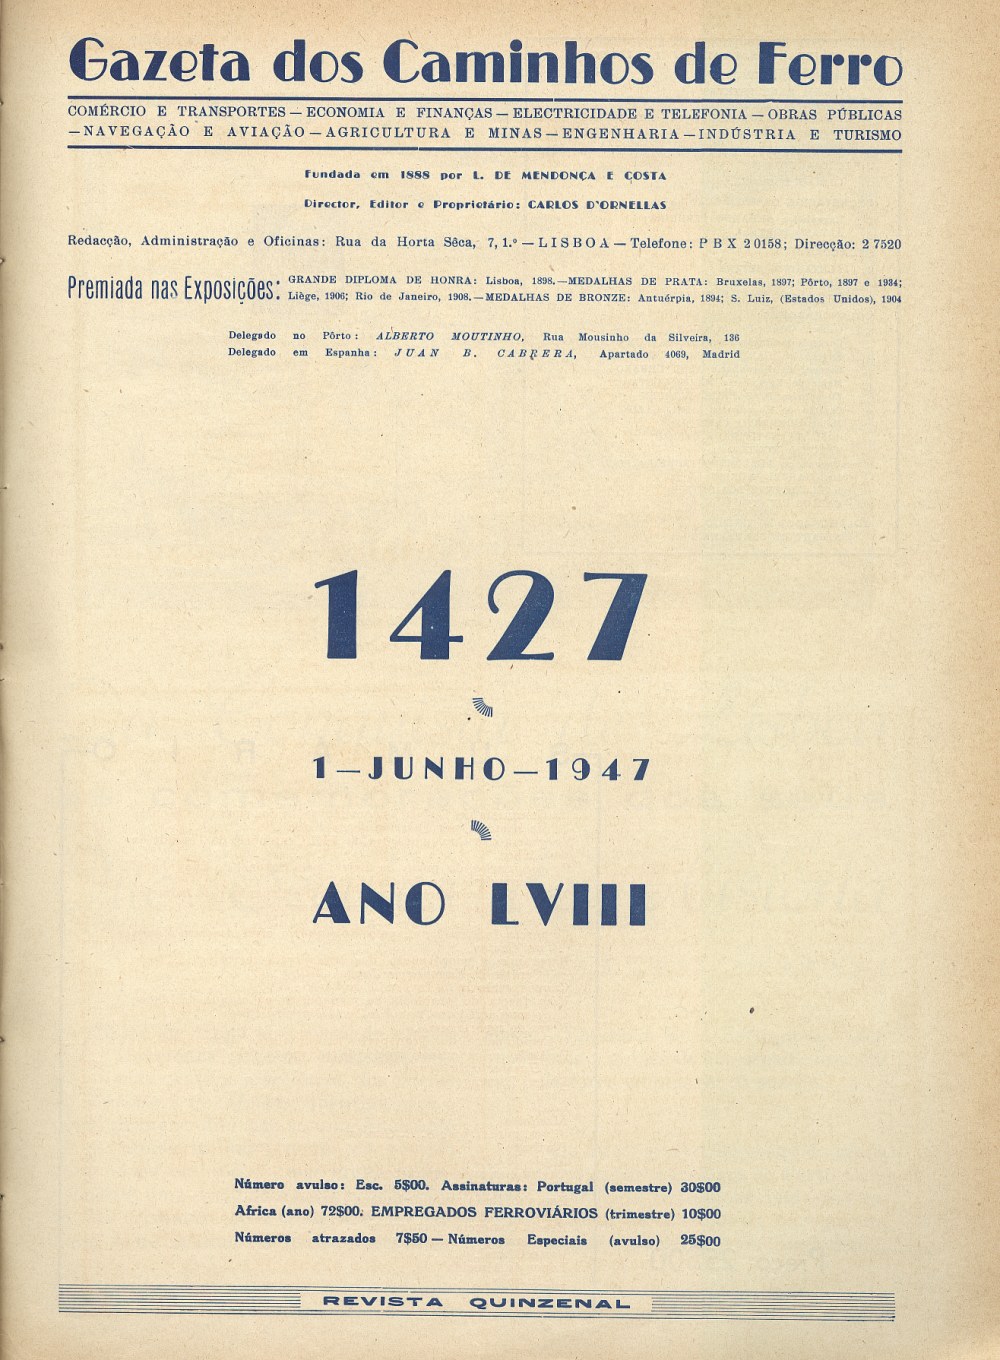 Gazeta dos Caminhos de Ferro
COMÉRCIO E TRANSPORTES — ECONOMIA E FINANÇAS — ELECTRICIDADE E TELEFONIA — OBRAS PÚBLICAS
— NAVEGAÇÃO E AVIAÇÃO — AGRICULTURA E MINAS — ENGENHARIA — INDÚSTRIA E TURISMO
Fundada em 1888 por L. DE MENDONÇA E COSTA
Director, Editor e Proprietário: CARLOS D'ORNELLAS
Redacção, Administração e Oficinas: Rua da Horta Sêca, 7, 1.º — LISBOA — Telefone: P B X 2 0158; Direcção: 2 7520
Premiada nas Exposições:
GRANDE DIPLOMA DE HONRA: Lisboa, 1898.—MEDALHAS DE PRATA: Bruxelas, 1897; Pôrto, 1897 e 1934;
Liège, 1906; Rio de Janeiro, 1908.—MEDALHAS DE BRONZE: Antuérpia, 1894; S. Luiz, (Estados Unidos), 1904
Delegado no Pôrto: ALBERTO MOUTINHO, Rua Mousinho da Silveira, 136
Delegado em Espanha: JUAN B. CABRERA, Apartado 4069, Madrid
1427
1—JUNHO—1947
ANO LVIII
Número avulso: Esc. 5$00. Assinaturas: Portugal (semestre) 30$00
Africa (ano) 72$00. EMPREGADOS FERROVIÁRIOS (trimestre) 10$00
Números atrazados 7$50 — Números Especiais (avulso) 25$00
REVISTA QUINZENAL